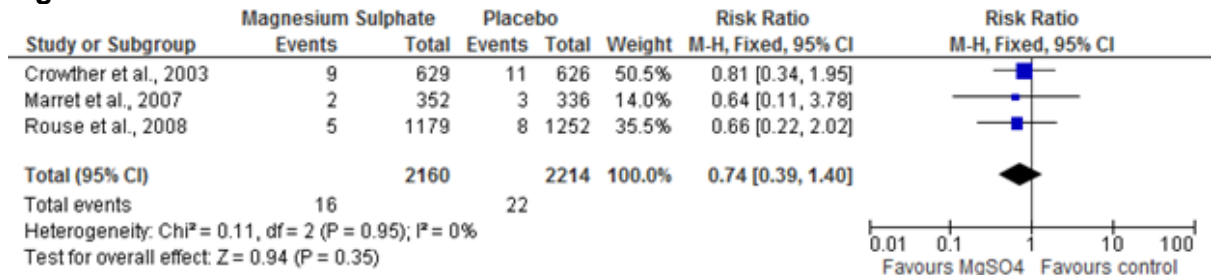 Magnesium Sulphate Placebo Risk Ratio Risk Ratio
Study or Subgroup Events Total Events Total Weight M-H, Fixed, 95% CI M-H, Fixed, 95% CI
Crowther et al., 2003 9 629 11 626 50.5% 0.81 [0.34, 1.95]
Marret et al., 2007 2 352 3 336 14.0% 0.64 [0.11, 3.78]
Rouse et al., 2008 5 1179 8 1252 35.5% 0.66 [0.22, 2.02]
Total (95% CI) 2160 2214 100.0% 0.74 [0.39, 1.40]
Total events 16 22
Heterogeneity: Chi² = 0.11, df = 2 (P = 0.95); I² = 0%
Test for overall effect: Z = 0.94 (P = 0.35)
0.01 0.1 1 10 100
Favours MgSO4 Favours control